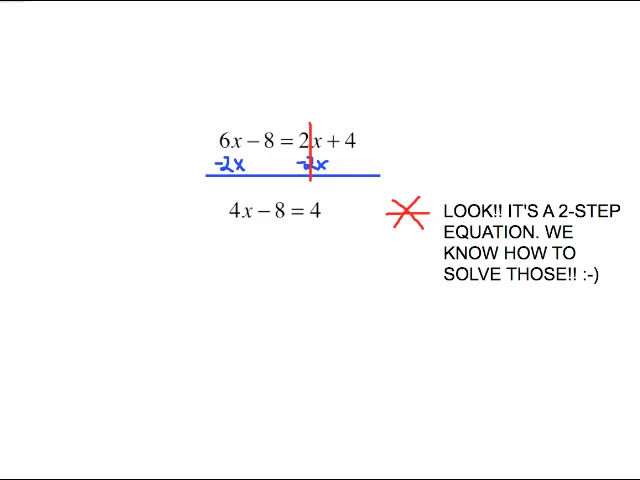 6x − 8 = 2x + 4
-2x -2x
4x − 8 = 4
LOOK!! IT'S A 2-STEP
EQUATION. WE
KNOW HOW TO
SOLVE THOSE!! :-)